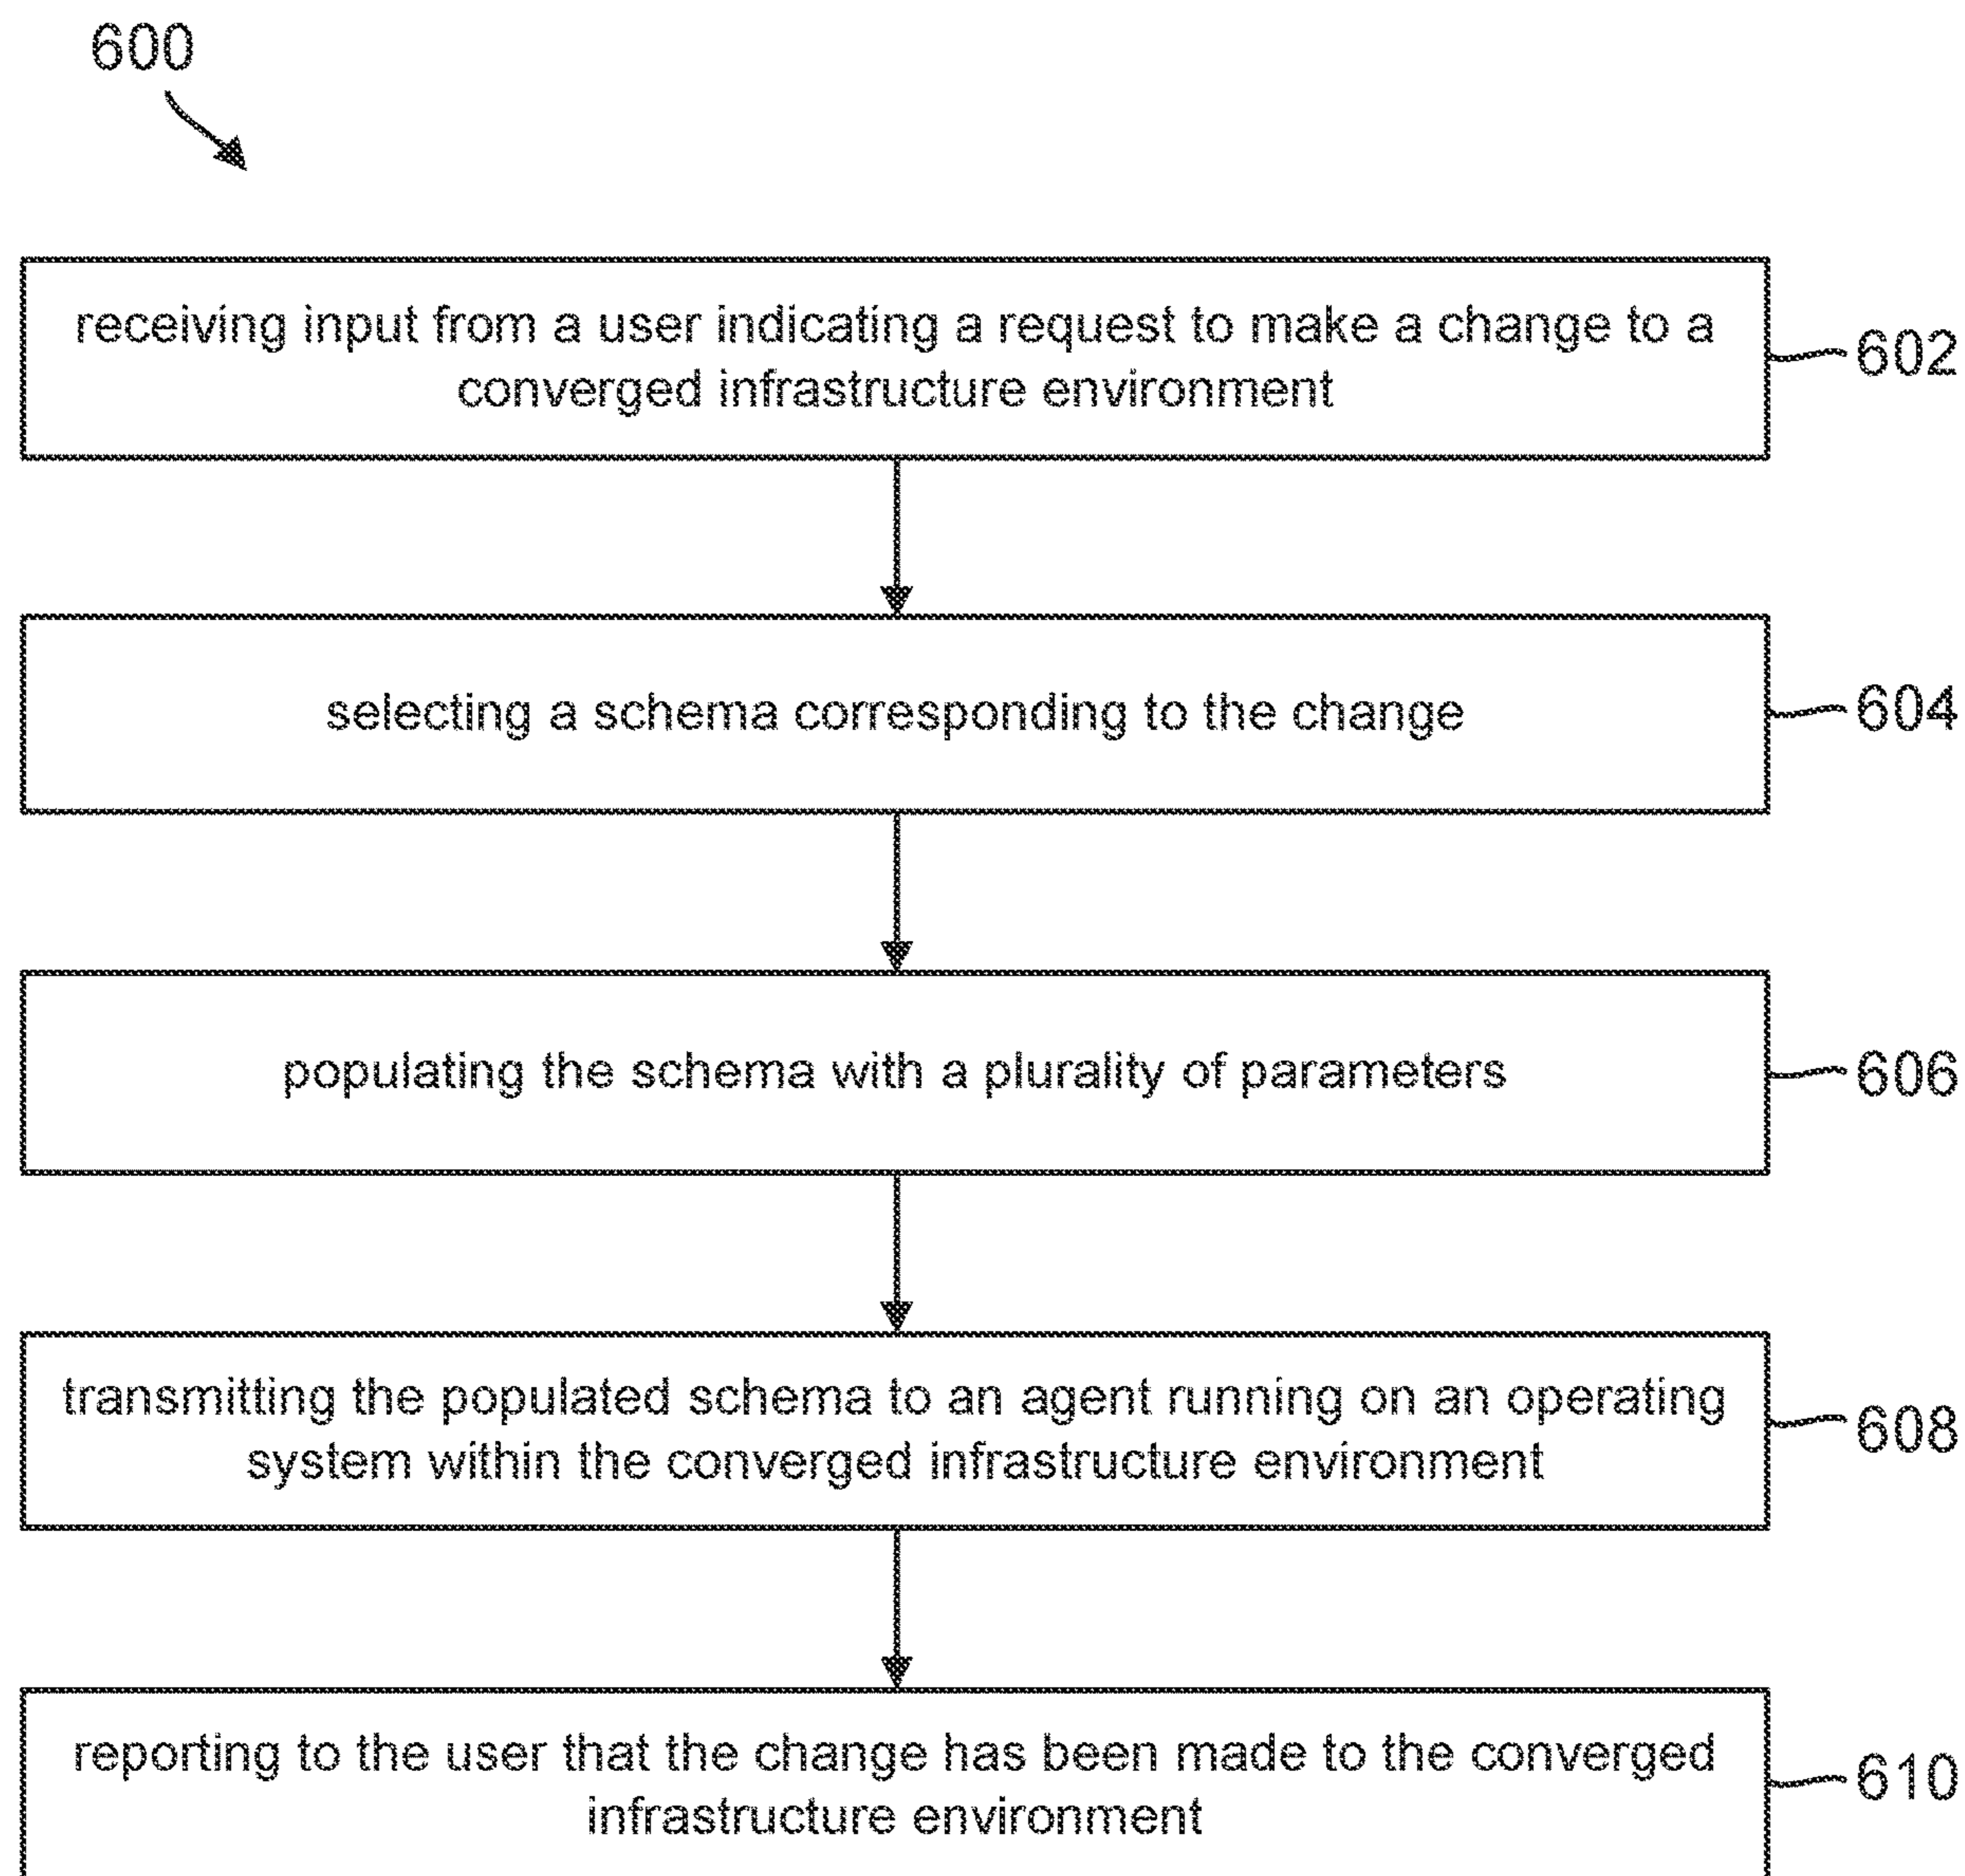 600
receiving input from a user indicating a request to make a change to a
converged infrastructure environment
602
selecting a schema corresponding to the change
604
populating the schema with a plurality of parameters
606
transmitting the populated schema to an agent running on an operating
system within the converged infrastructure environment
608
reporting to the user that the change has been made to the converged
infrastructure environment
610